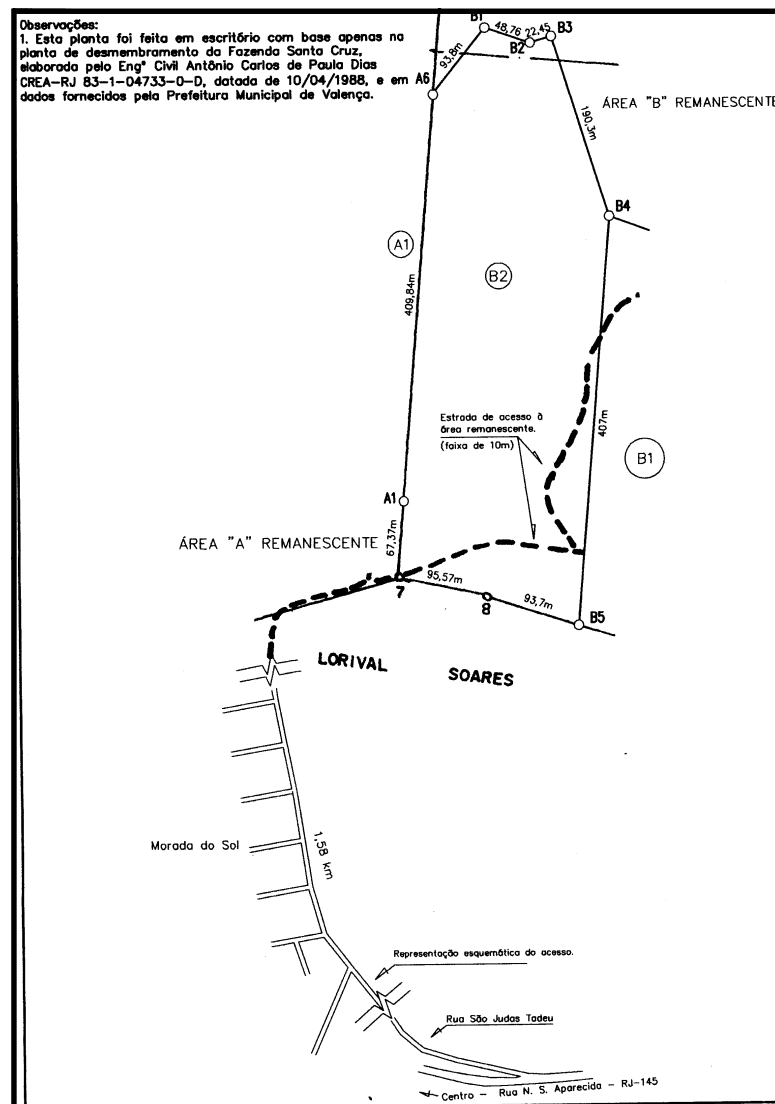 Observações:
1. Esta planta foi feita em escritório com base apenas na
planta de desmembramento da Fazenda Santa Cruz,
elaborada pelo Engº Civil Antônio Carlos de Paula Dias
CREA-RJ 83-1-04733-0-D, datada de 10/04/1988, e em
dados fornecidos pela Prefeitura Municipal de Valença.
B1
48,76
22,45
B3
B2
93,8m
A6
190,3m
ÁREA "B" REMANESCENTE
B4
A1
B2
409,84m
Estrada de acesso à
área remanescente.
(faixa de 10m)
407m
B1
A1
67,37m
ÁREA "A" REMANESCENTE
7
95,57m
8
93,7m
B5
LORIVAL SOARES
Morada do Sol
1,58 km
Representação esquemática do acesso.
Rua São Judas Tadeu
Centro - Rua N. S. Aparecida - RJ-145